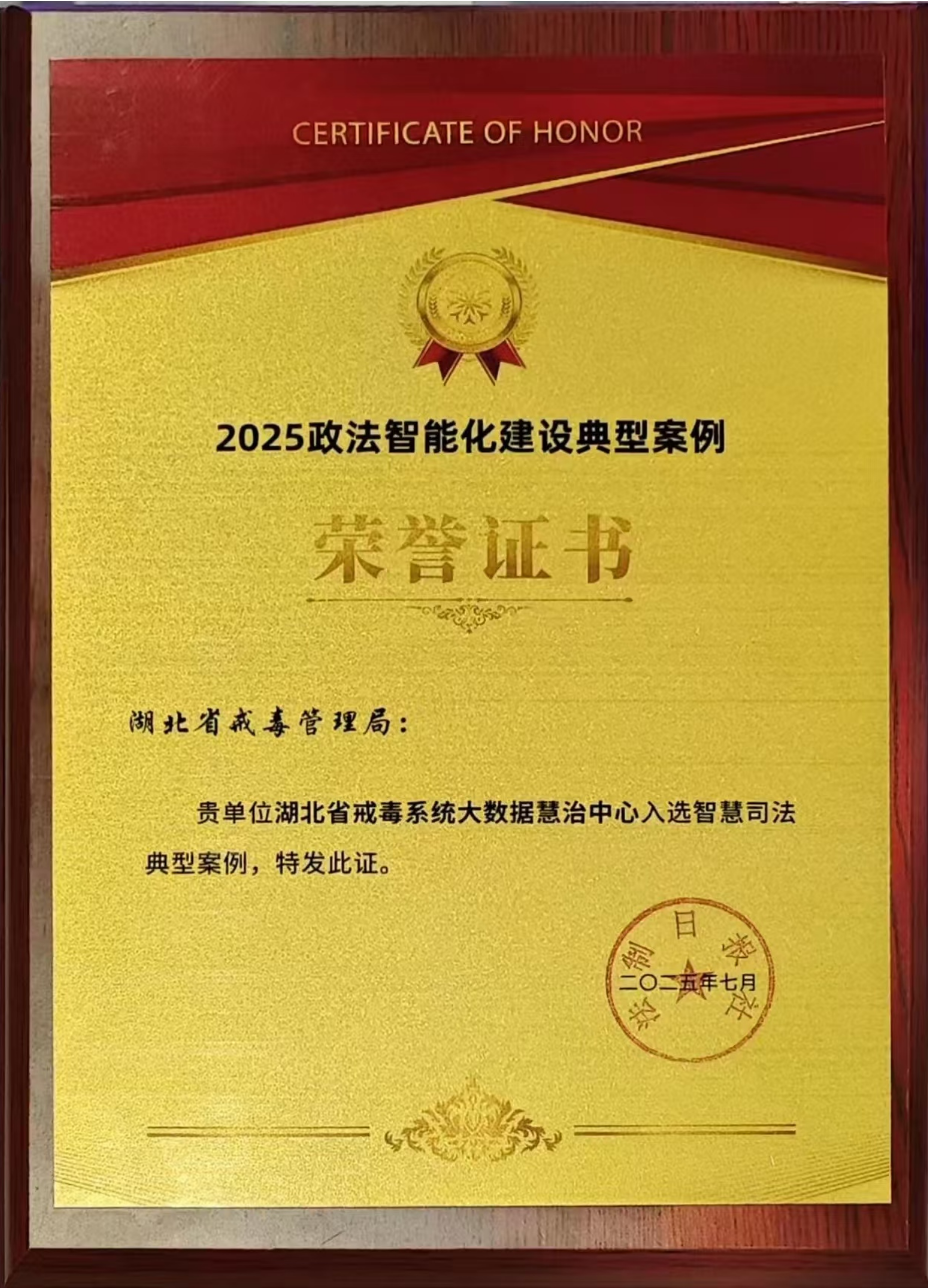 CERTIFICATE OF HONOR
2025政法智能化建设典型案例
荣誉证书
湖北省戒毒管理局：
贵单位湖北省戒毒系统大数据慧治中心入选智慧司法
典型案例，特发此证。
法制日报社
二〇二五年七月